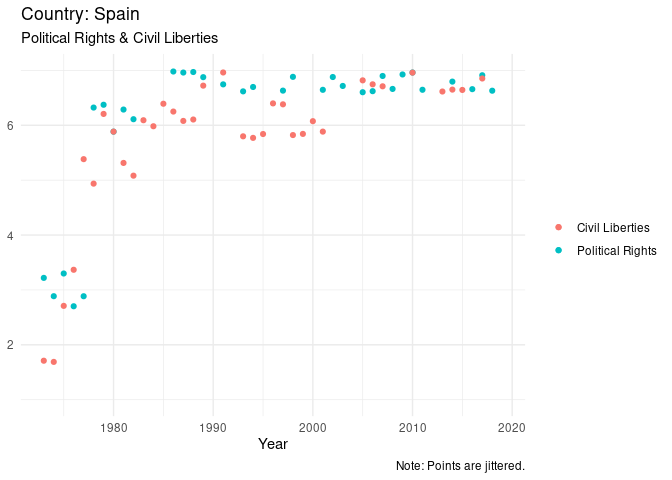 Country: Spain
Political Rights & Civil Liberties
6
4
2
1980
1990
2000
2010
2020
Year
Civil Liberties
Political Rights
Note: Points are jittered.